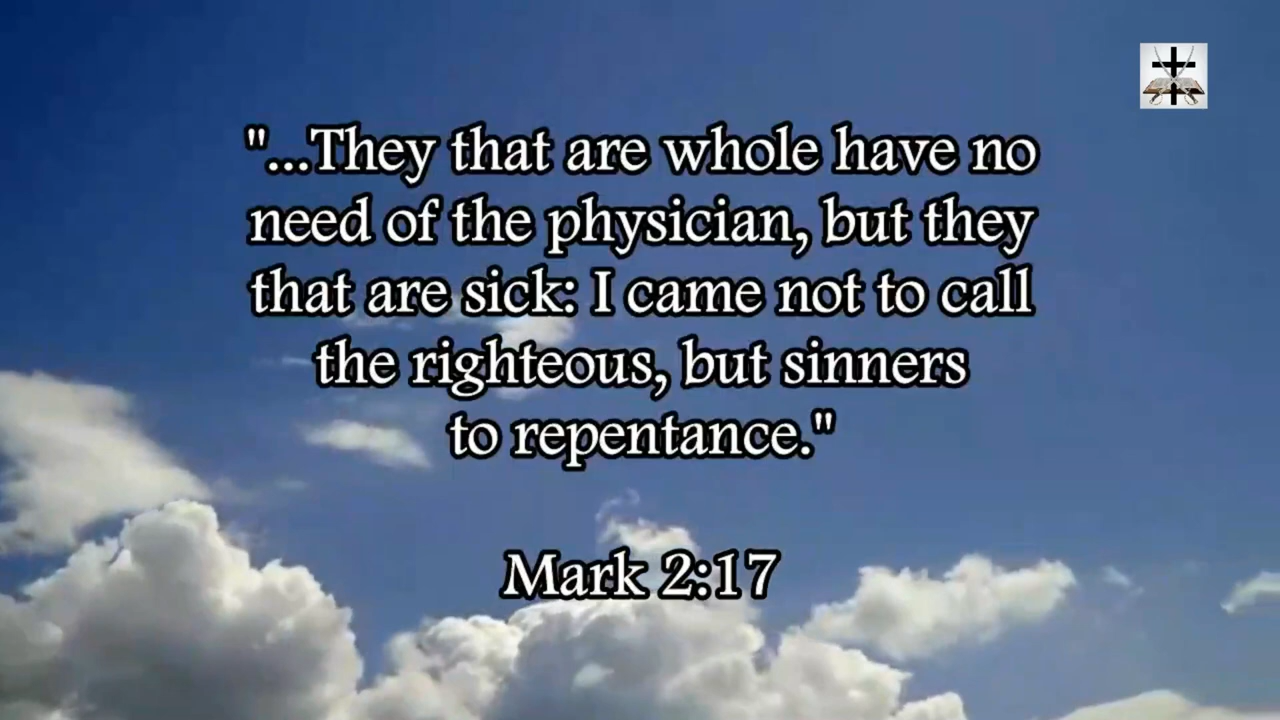 "...They that are whole have no
need of the physician, but they
that are sick: I came not to call
the righteous, but sinners
to repentance."
Mark 2:17